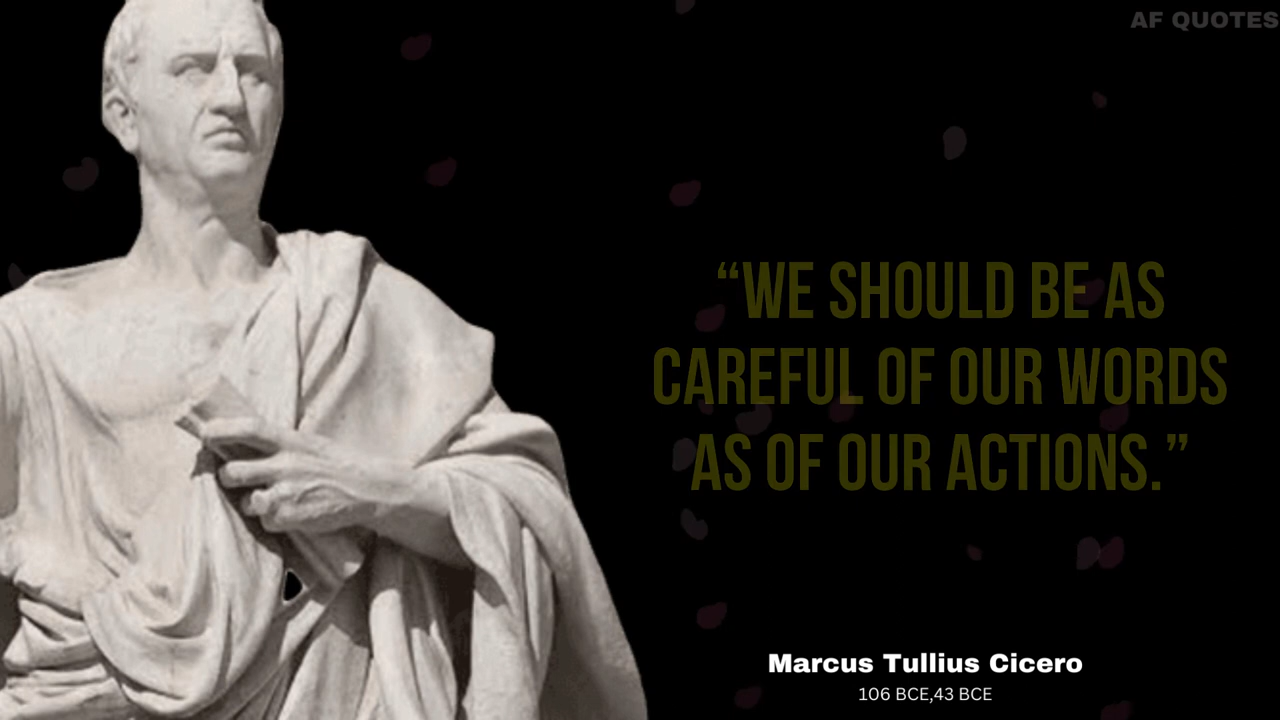 AF QUOTES
“WE SHOULD BE AS
CAREFUL OF OUR WORDS
AS OF OUR ACTIONS.”
Marcus Tullius Cicero
106 BCE,43 BCE